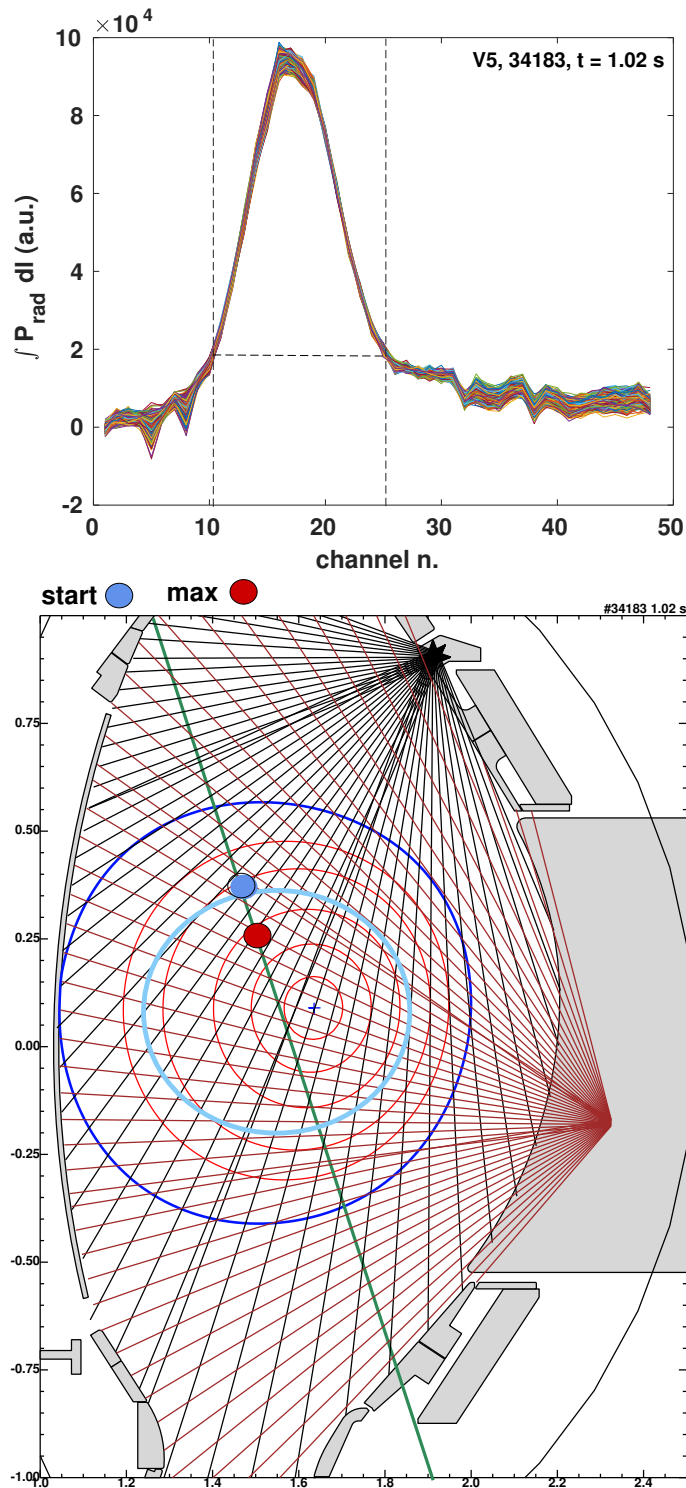 ×10⁴
V5, 34183, t = 1.02 s
10
8
6
4
2
0
-2
∫ P_rad dl (a.u.)
0 10 20 30 40 50
channel n.
start max
#34183 1.02 s
0.75
0.50
0.25
0.00
-0.25
-0.50
-0.75
-1.00
1.0 1.2 1.4 1.6 1.8 2.0 2.2 2.4